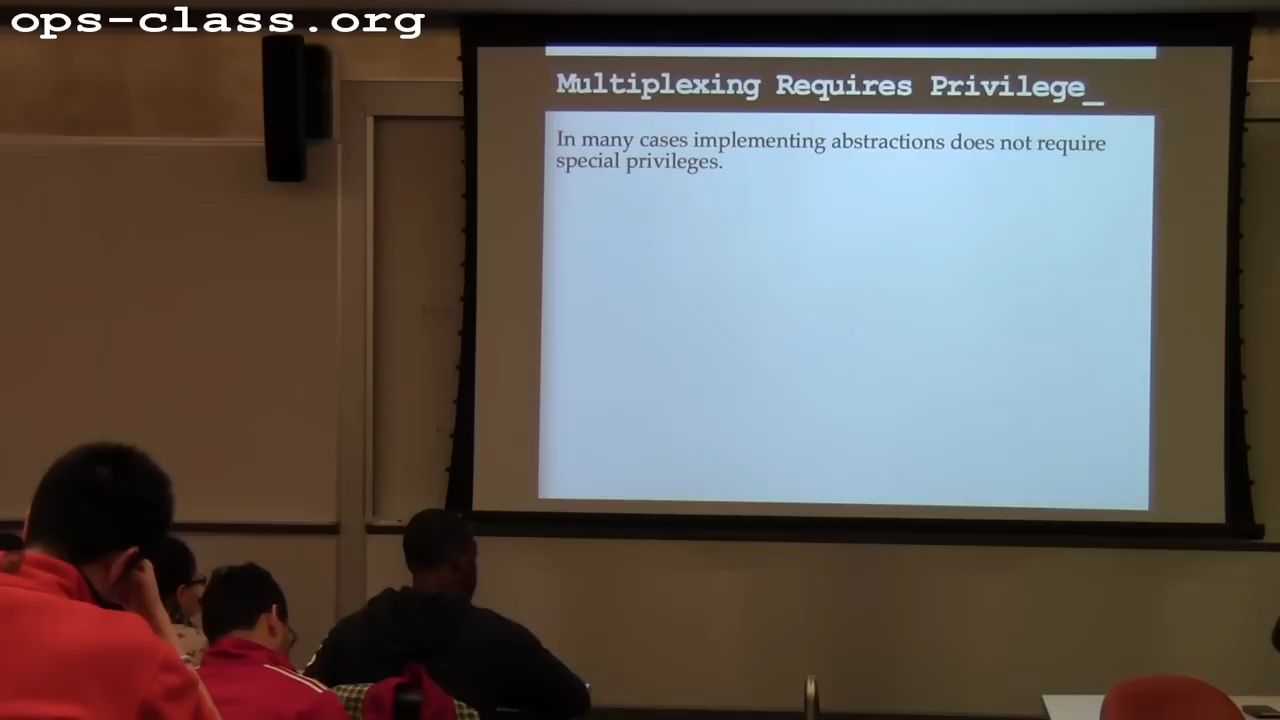 ops-class.org
Multiplexing Requires Privilege_
In many cases implementing abstractions does not require
special privileges.